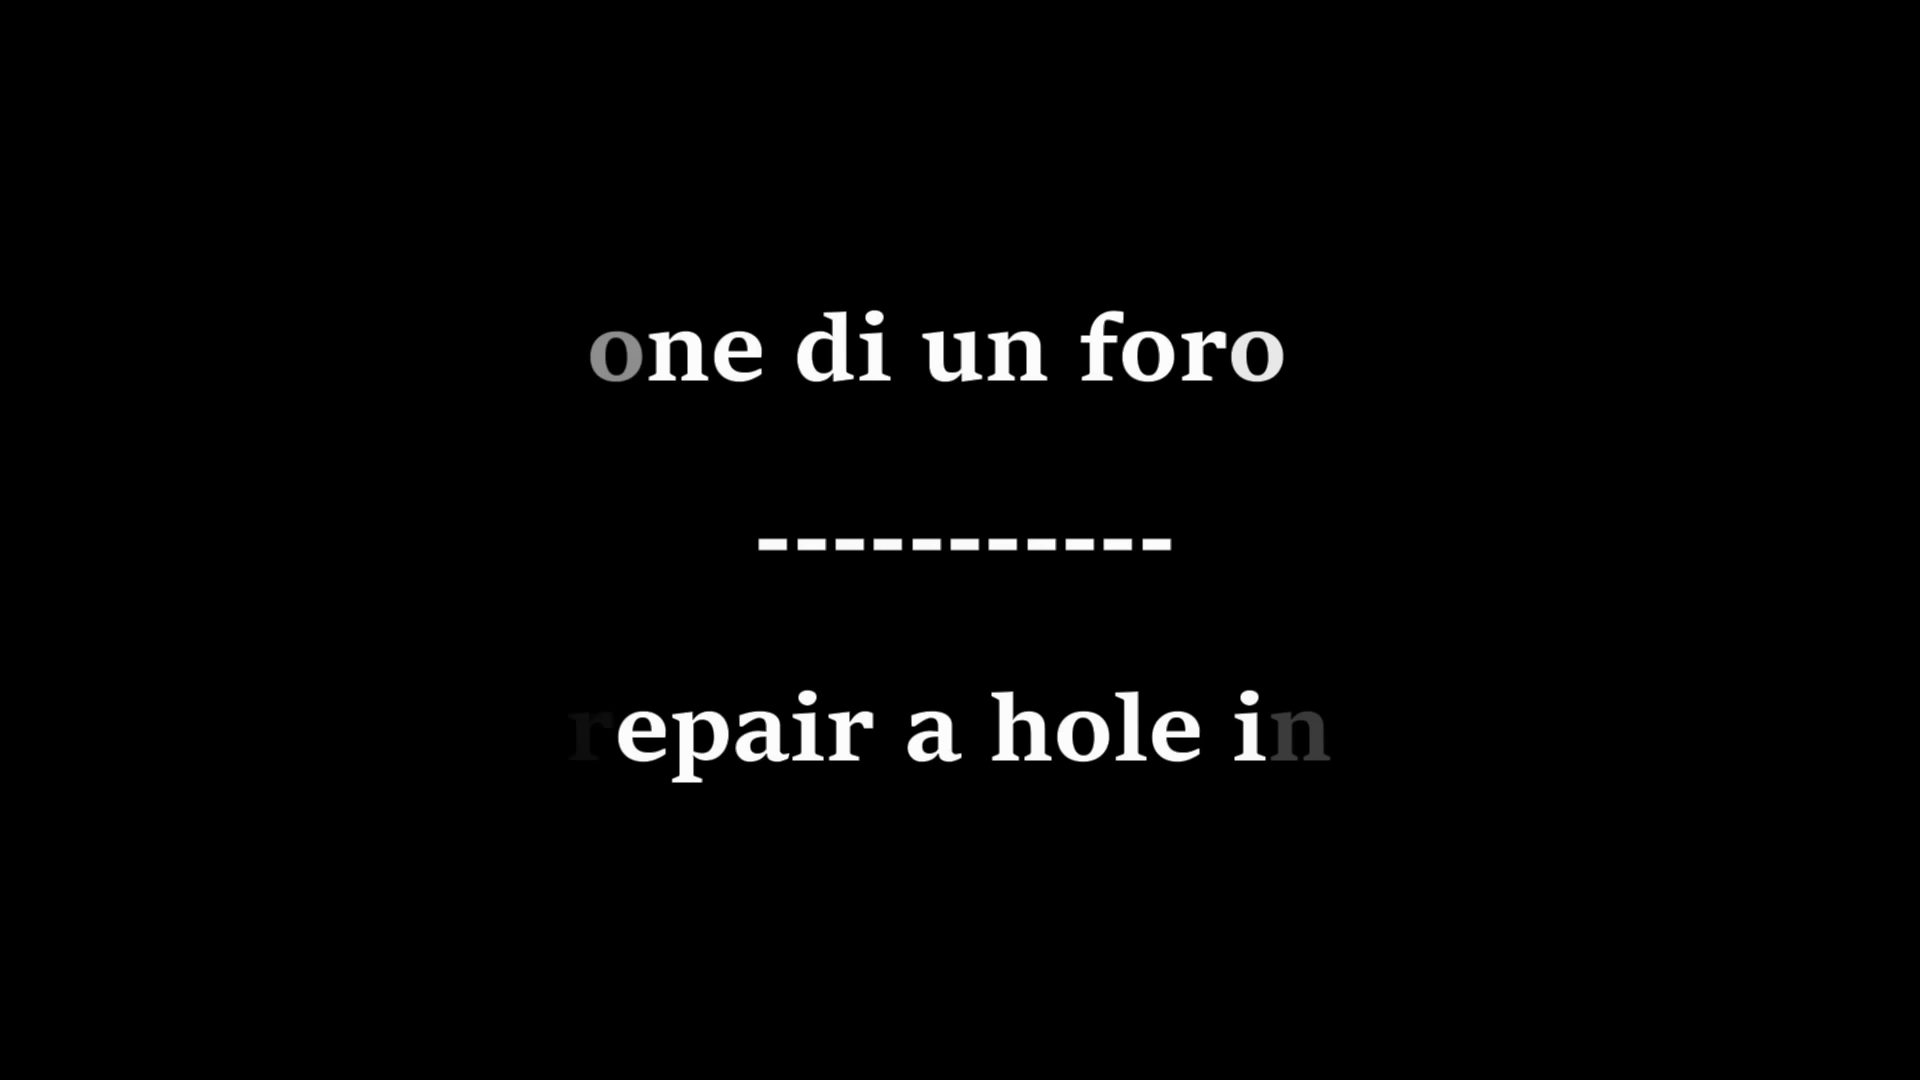 one di un foro
-----------
repair a hole in